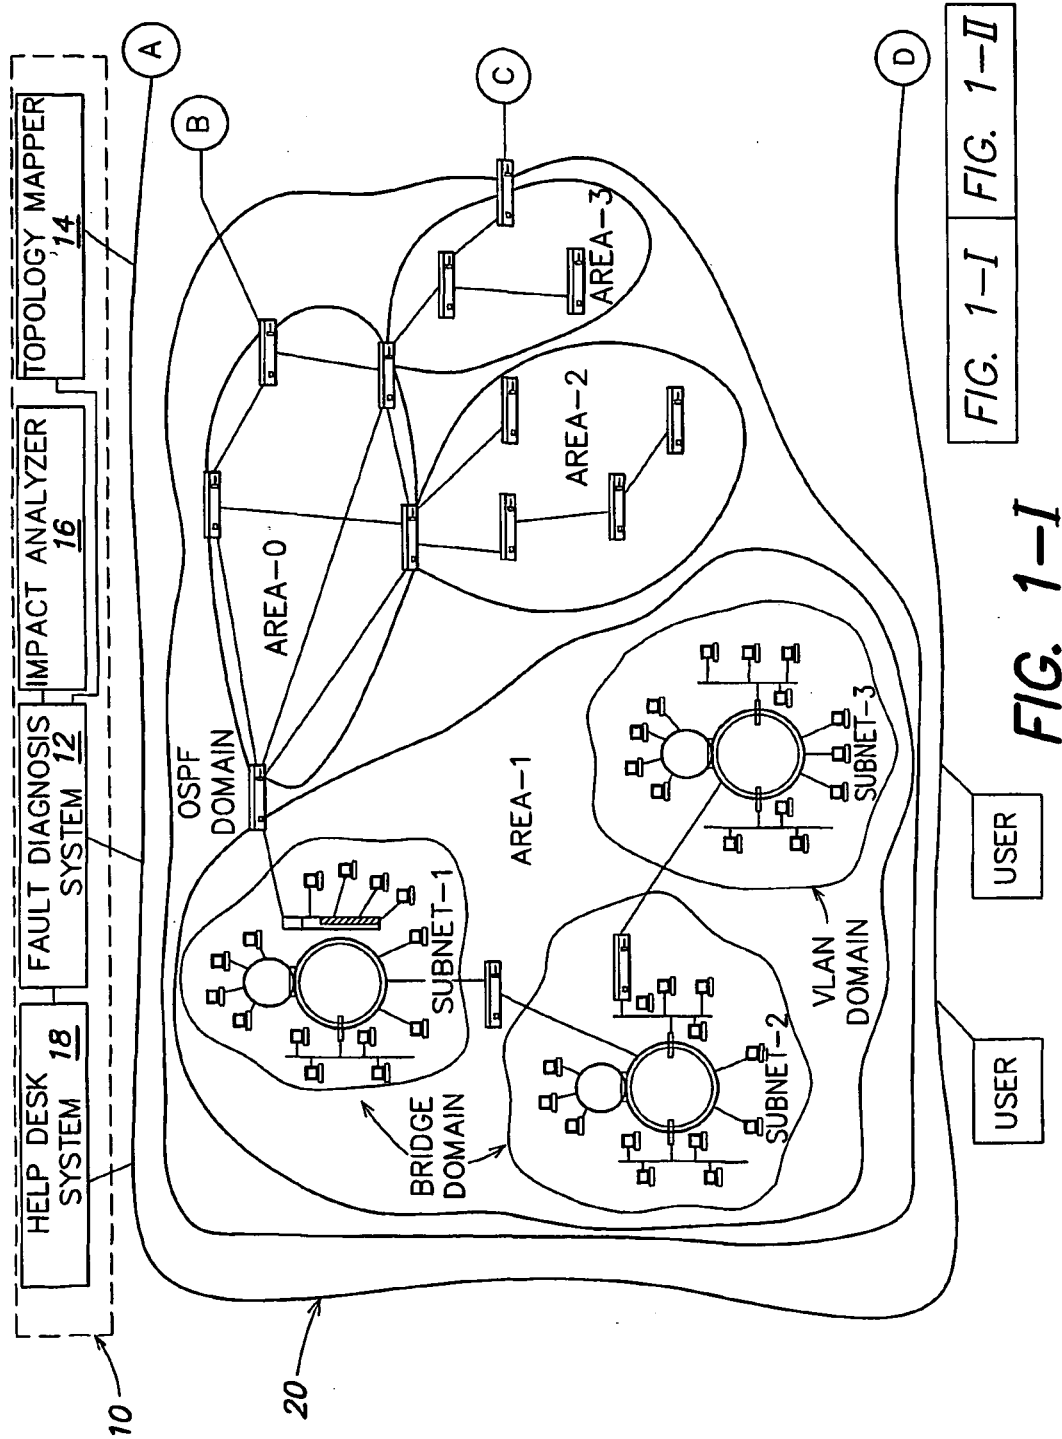 10
HELP DESK
SYSTEM 18
FAULT DIAGNOSIS
SYSTEM 12
IMPACT ANALYZER
16
TOPOLOGY MAPPER
14
A
20
B
OSPF
DOMAIN
AREA-0
C
AREA-3
AREA-2
SUBNET-1
AREA-1
BRIDGE
DOMAIN
SUBNET-2
SUBNET-3
VLAN
DOMAIN
D
USER
USER
FIG. 1-I
FIG. 1-II
FIG. 1-I